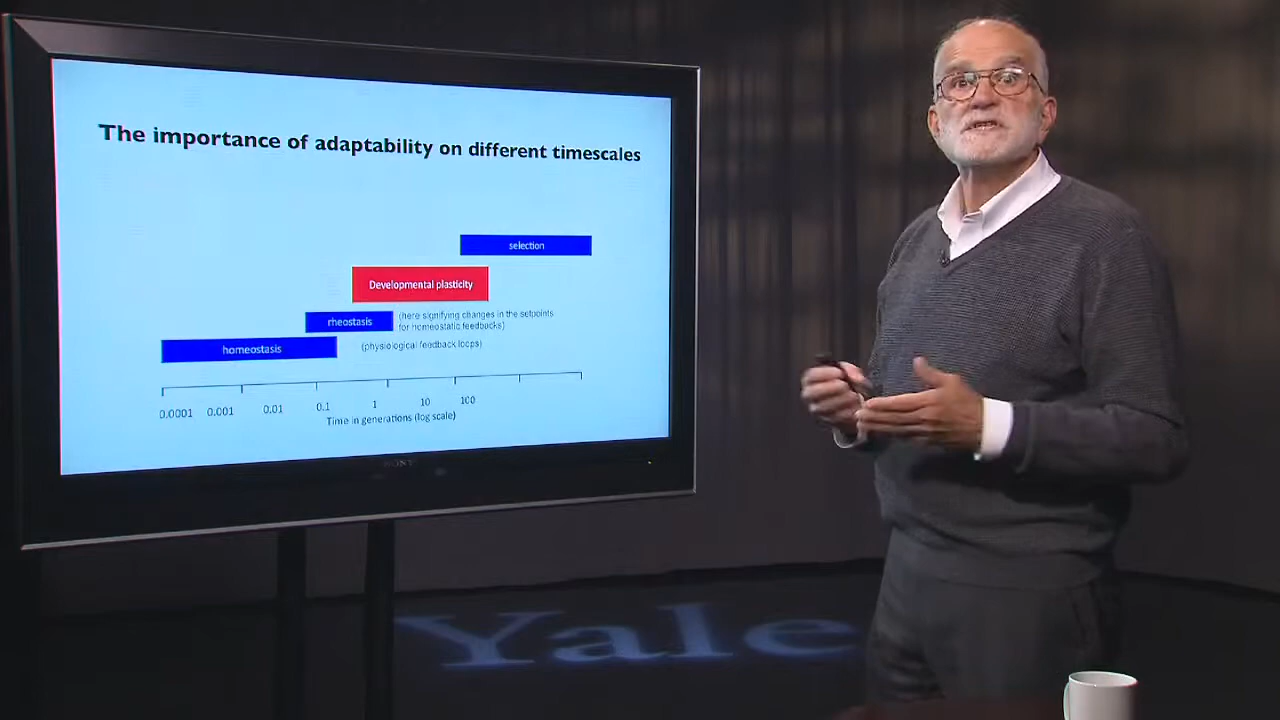 The importance of adaptability on different timescales
selection
Developmental plasticity
rheostasis
(here signifying changes in the setpoints
for homeostatic feedbacks)
homeostasis
(physiological feedback loops)
0.0001 0.001 0.01 0.1 1 10 100
Time in generations (log scale)
SONY
Yale